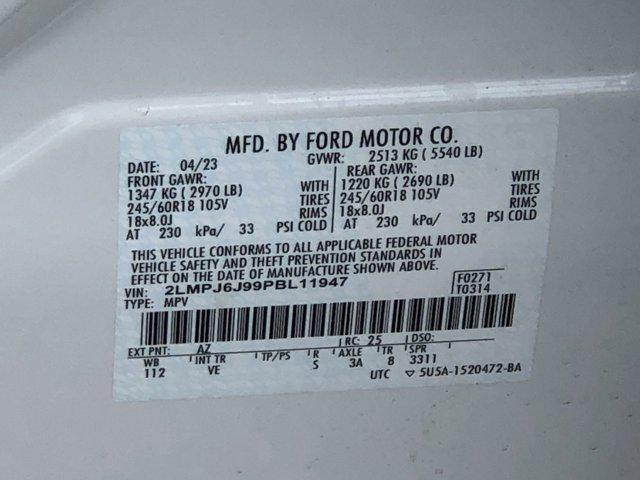 MFD. BY FORD MOTOR CO.
DATE: 04/23 GVWR: 2513 KG ( 5540 LB)
FRONT GAWR: REAR GAWR:
1347 KG ( 2970 LB) WITH 1220 KG ( 2690 LB) WITH
245/60R18 105V TIRES 245/60R18 105V TIRES
18x8.0J RIMS 18x8.0J RIMS
AT 230 kPa/ 33 PSI COLD AT 230 kPa/ 33 PSI COLD
THIS VEHICLE CONFORMS TO ALL APPLICABLE FEDERAL MOTOR
VEHICLE SAFETY AND THEFT PREVENTION STANDARDS IN
EFFECT ON THE DATE OF MANUFACTURE SHOWN ABOVE.
VIN: 2LMPJ6J99PBL11947 F0271
TYPE: MPV T0314
EXT PNT: AZ RC: 25 DSO:
WB INT TR TP/PS R AXLE TR SPR
112 VE S 3A 8 3311
UTC ▽ 5U5A-1520472-BA